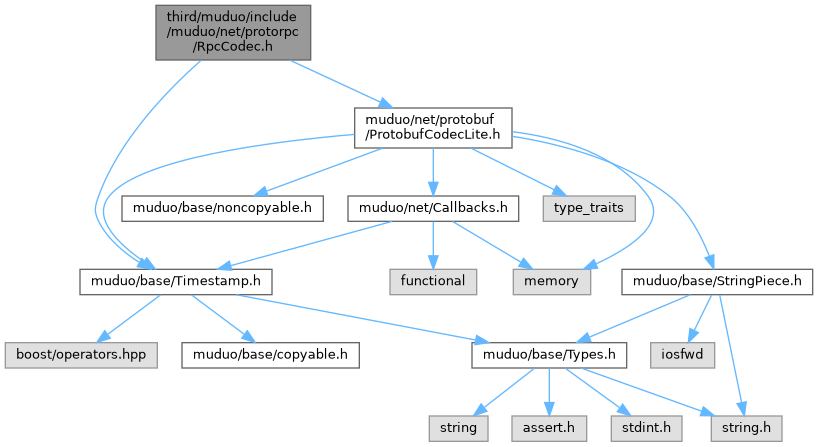 third/muduo/include
/muduo/net/protorpc
/RpcCodec.h
muduo/net/protobuf
/ProtobufCodecLite.h
muduo/base/noncopyable.h
muduo/net/Callbacks.h
type_traits
muduo/base/Timestamp.h
functional
memory
muduo/base/StringPiece.h
boost/operators.hpp
muduo/base/copyable.h
muduo/base/Types.h
iosfwd
string
assert.h
stdint.h
string.h